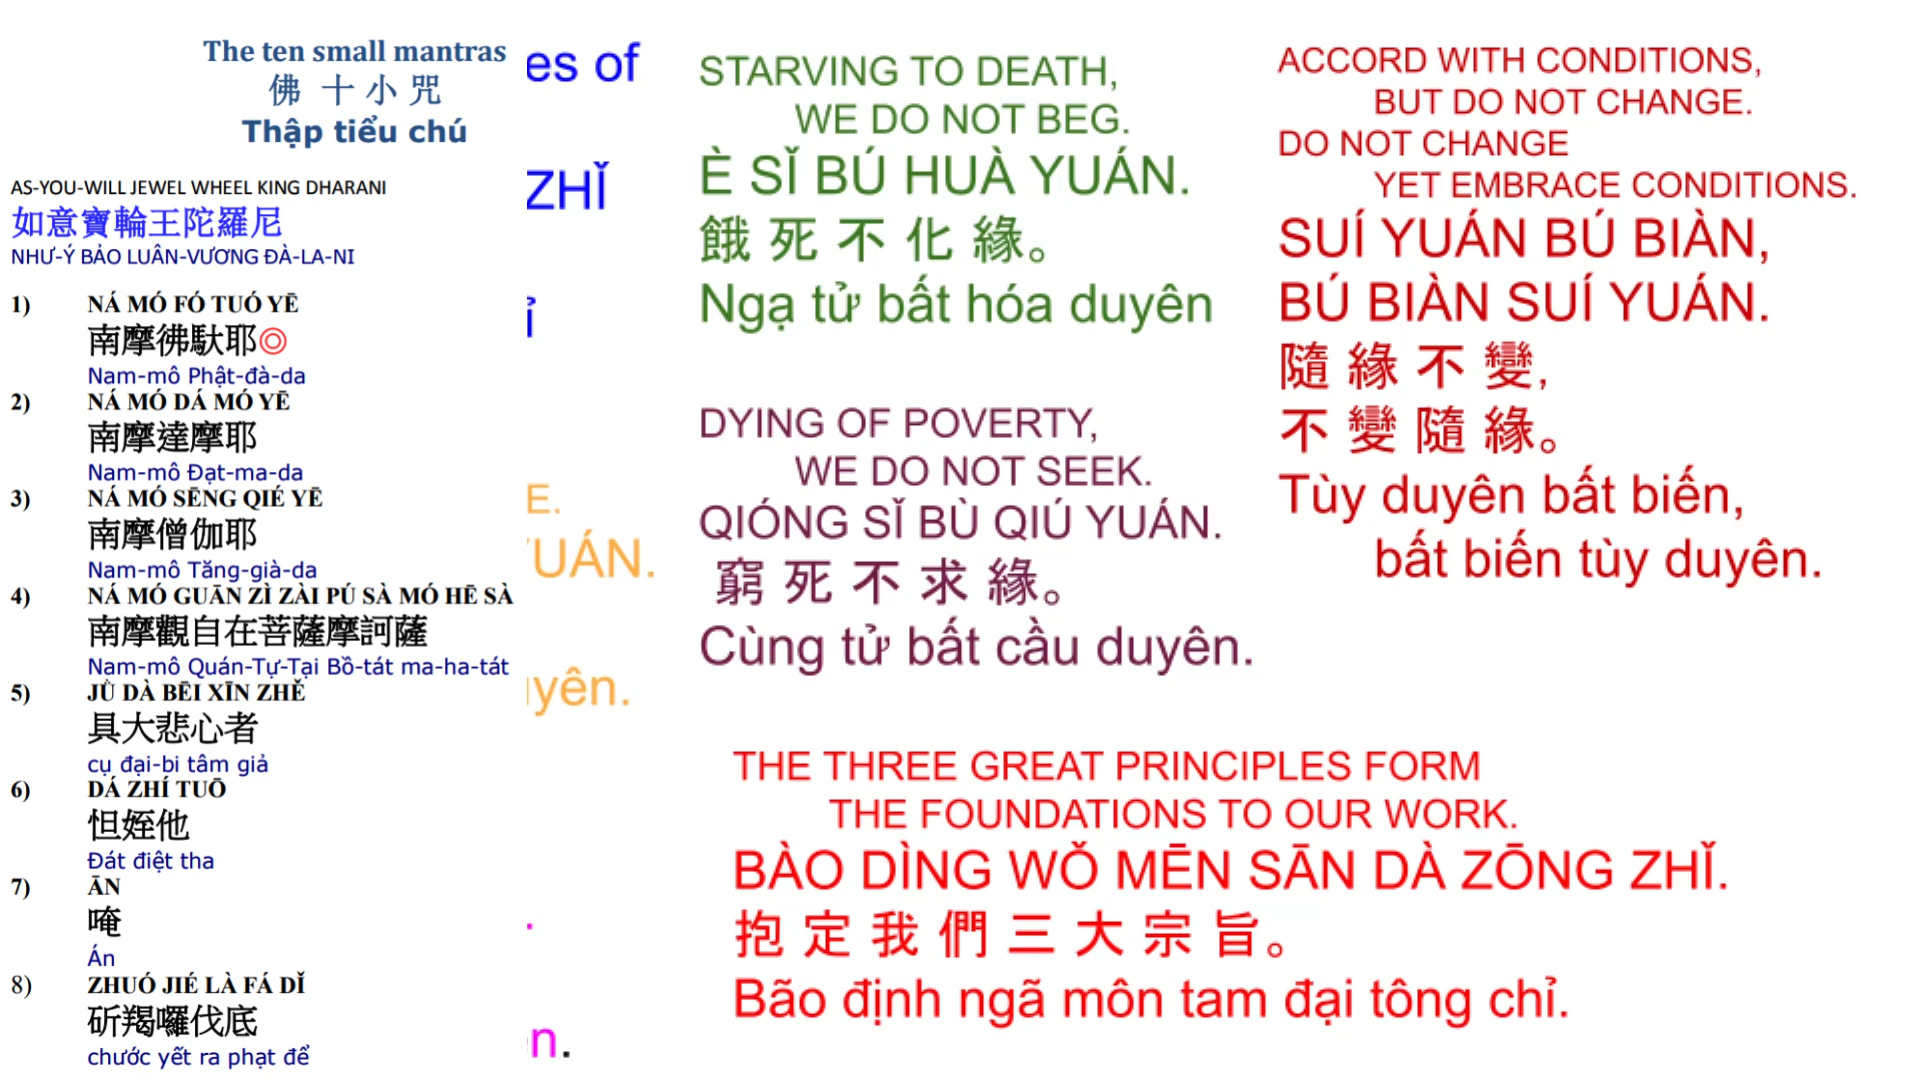 The ten small mantras
佛 十 小 咒
Thập tiểu chú
AS-YOU-WILL JEWEL WHEEL KING DHARANI
如意寶輪王陀羅尼
NHƯ-Ý BẢO LUÂN-VƯƠNG ĐÀ-LA-NI
1) NÁ MÓ FÓ TUÓ YĒ
南摩彿馱耶◎
Nam-mô Phật-đà-da
2) NÁ MÓ DÁ MÓ YĒ
南摩達摩耶
Nam-mô Đạt-ma-da
3) NÁ MÓ SĒNG QIÉ YĒ
南摩僧伽耶
Nam-mô Tăng-già-da
4) NÁ MÓ GUĀN ZÌ ZÀI PÚ SÀ MÓ HĒ SÀ
南摩觀自在菩薩摩訶薩
Nam-mô Quán-Tự-Tại Bồ-tát ma-ha-tát
5) JÙ DÀ BĒI XĪN ZHĚ
具大悲心者
cụ đại-bi tâm giả
6) DÁ ZHÍ TUŌ
怛姪他
Đát điệt tha
7) ĀN
唵
Án
8) ZHUÓ JIÉ LÀ FÁ DǏ
斫羯囉伐底
chước yết ra phạt để
es of
ZHǏ
E.
UÁN.
yên.
n.
STARVING TO DEATH,
WE DO NOT BEG.
È SǏ BÚ HUÀ YUÁN.
餓 死 不 化 緣。
Ngạ tử bất hóa duyên
DYING OF POVERTY,
WE DO NOT SEEK.
QIÓNG SǏ BÙ QIÚ YUÁN.
窮 死 不 求 緣。
Cùng tử bất cầu duyên.
ACCORD WITH CONDITIONS,
BUT DO NOT CHANGE.
DO NOT CHANGE
YET EMBRACE CONDITIONS.
SUÍ YUÁN BÚ BIÀN,
BÚ BIÀN SUÍ YUÁN.
隨 緣 不 變,
不 變 隨 緣。
Tùy duyên bất biến,
bất biến tùy duyên.
THE THREE GREAT PRINCIPLES FORM
THE FOUNDATIONS TO OUR WORK.
BÀO DÌNG WǑ MĒN SĀN DÀ ZŌNG ZHǏ.
抱 定 我 們 三 大 宗 旨。
Bão định ngã môn tam đại tông chỉ.